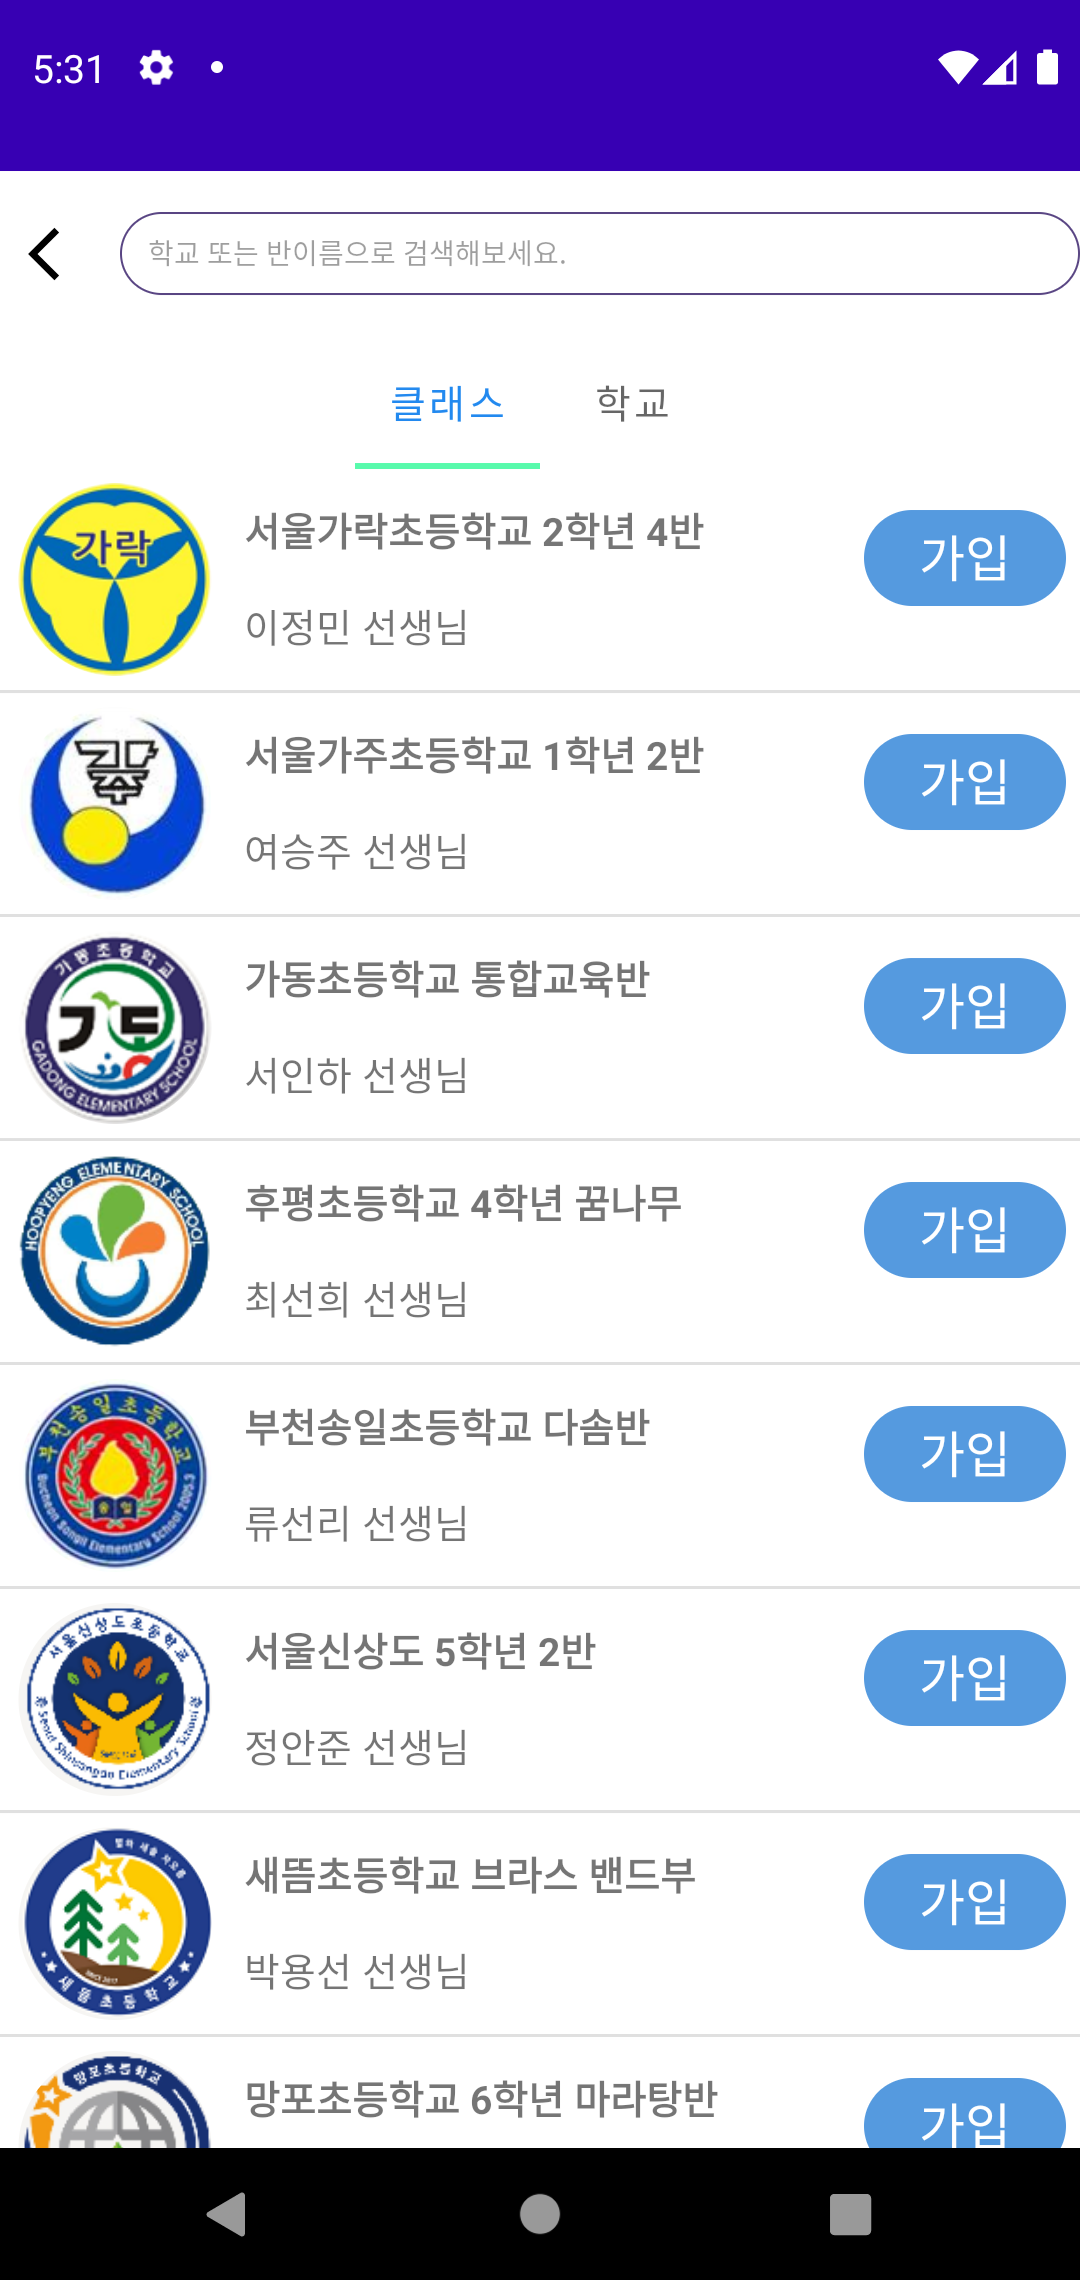 5:31
학교 또는 반이름으로 검색해보세요.
클래스 학교
가락
서울가락초등학교 2학년 4반
가입
이정민 선생님
서울가주초등학교 1학년 2반
가입
여승주 선생님
GADONG ELEMENTARY SCHOOL
가동초등학교 통합교육반
가입
서인하 선생님
HOOPYENG ELEMENTARY SCHOOL
후평초등학교 4학년 꿈나무
가입
최선희 선생님
부천송일초등학교
Bucheon Songil Elementary School 2005.3
부천송일초등학교 다솜반
가입
류선리 선생님
서울신상도초등학교
서울신상도 5학년 2반
가입
정안준 선생님
새뜸초등학교
새뜸초등학교 브라스 밴드부
가입
박용선 선생님
망포초등학교
망포초등학교 6학년 마라탕반
가입